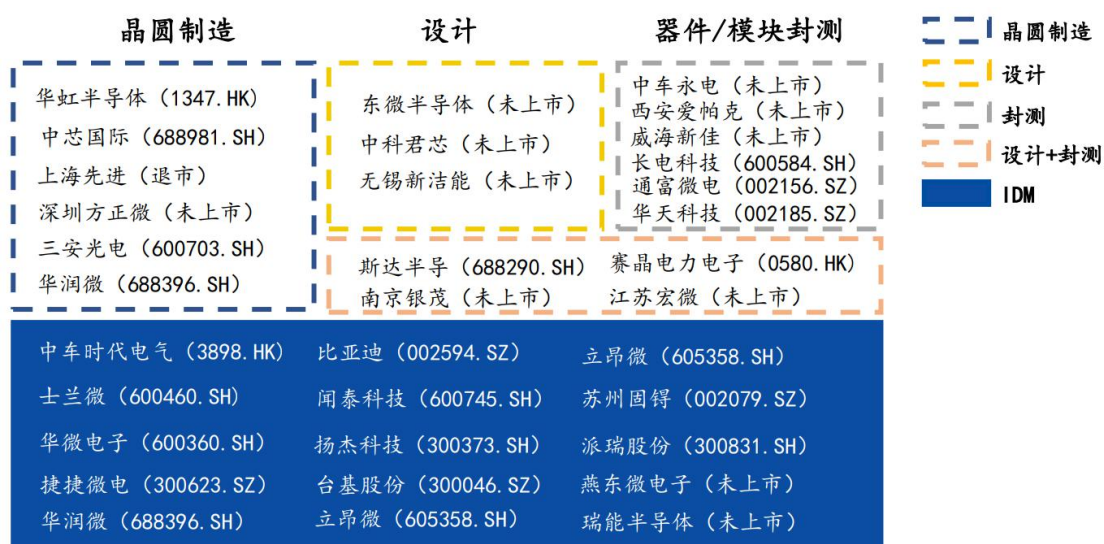 晶圆制造
设计
器件/模块封测
华虹半导体（1347.HK）
中芯国际（688981.SH）
上海先进（退市）
深圳方正微（未上市）
三安光电（600703.SH）
华润微（688396.SH）
东微半导体（未上市）
中科君芯（未上市）
无锡新洁能（未上市）
中车永电（未上市）
西安爱帕克（未上市）
威海新佳（未上市）
长电科技（600584.SH）
通富微电（002156.SZ）
华天科技（002185.SZ）
斯达半导（688290.SH）
赛晶电力电子（0580.HK）
南京银茂（未上市）
江苏宏微（未上市）
中车时代电气（3898.HK）
比亚迪（002594.SZ）
立昂微（605358.SH）
士兰微（600460.SH）
闻泰科技（600745.SH）
苏州固锝（002079.SZ）
华微电子（600360.SH）
扬杰科技（300373.SH）
派瑞股份（300831.SH）
捷捷微电（300623.SZ）
台基股份（300046.SZ）
燕东微电子（未上市）
华润微（688396.SH）
立昂微（605358.SH）
瑞能半导体（未上市）
晶圆制造
设计
封测
设计+封测
IDM